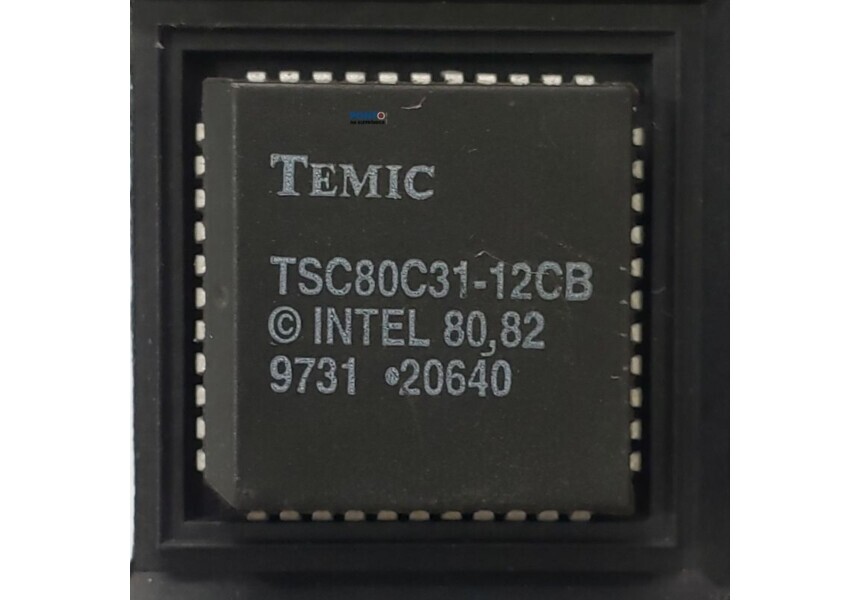 TEMIC
TSC80C31-12CB
© INTEL 80,82
9731 •20640